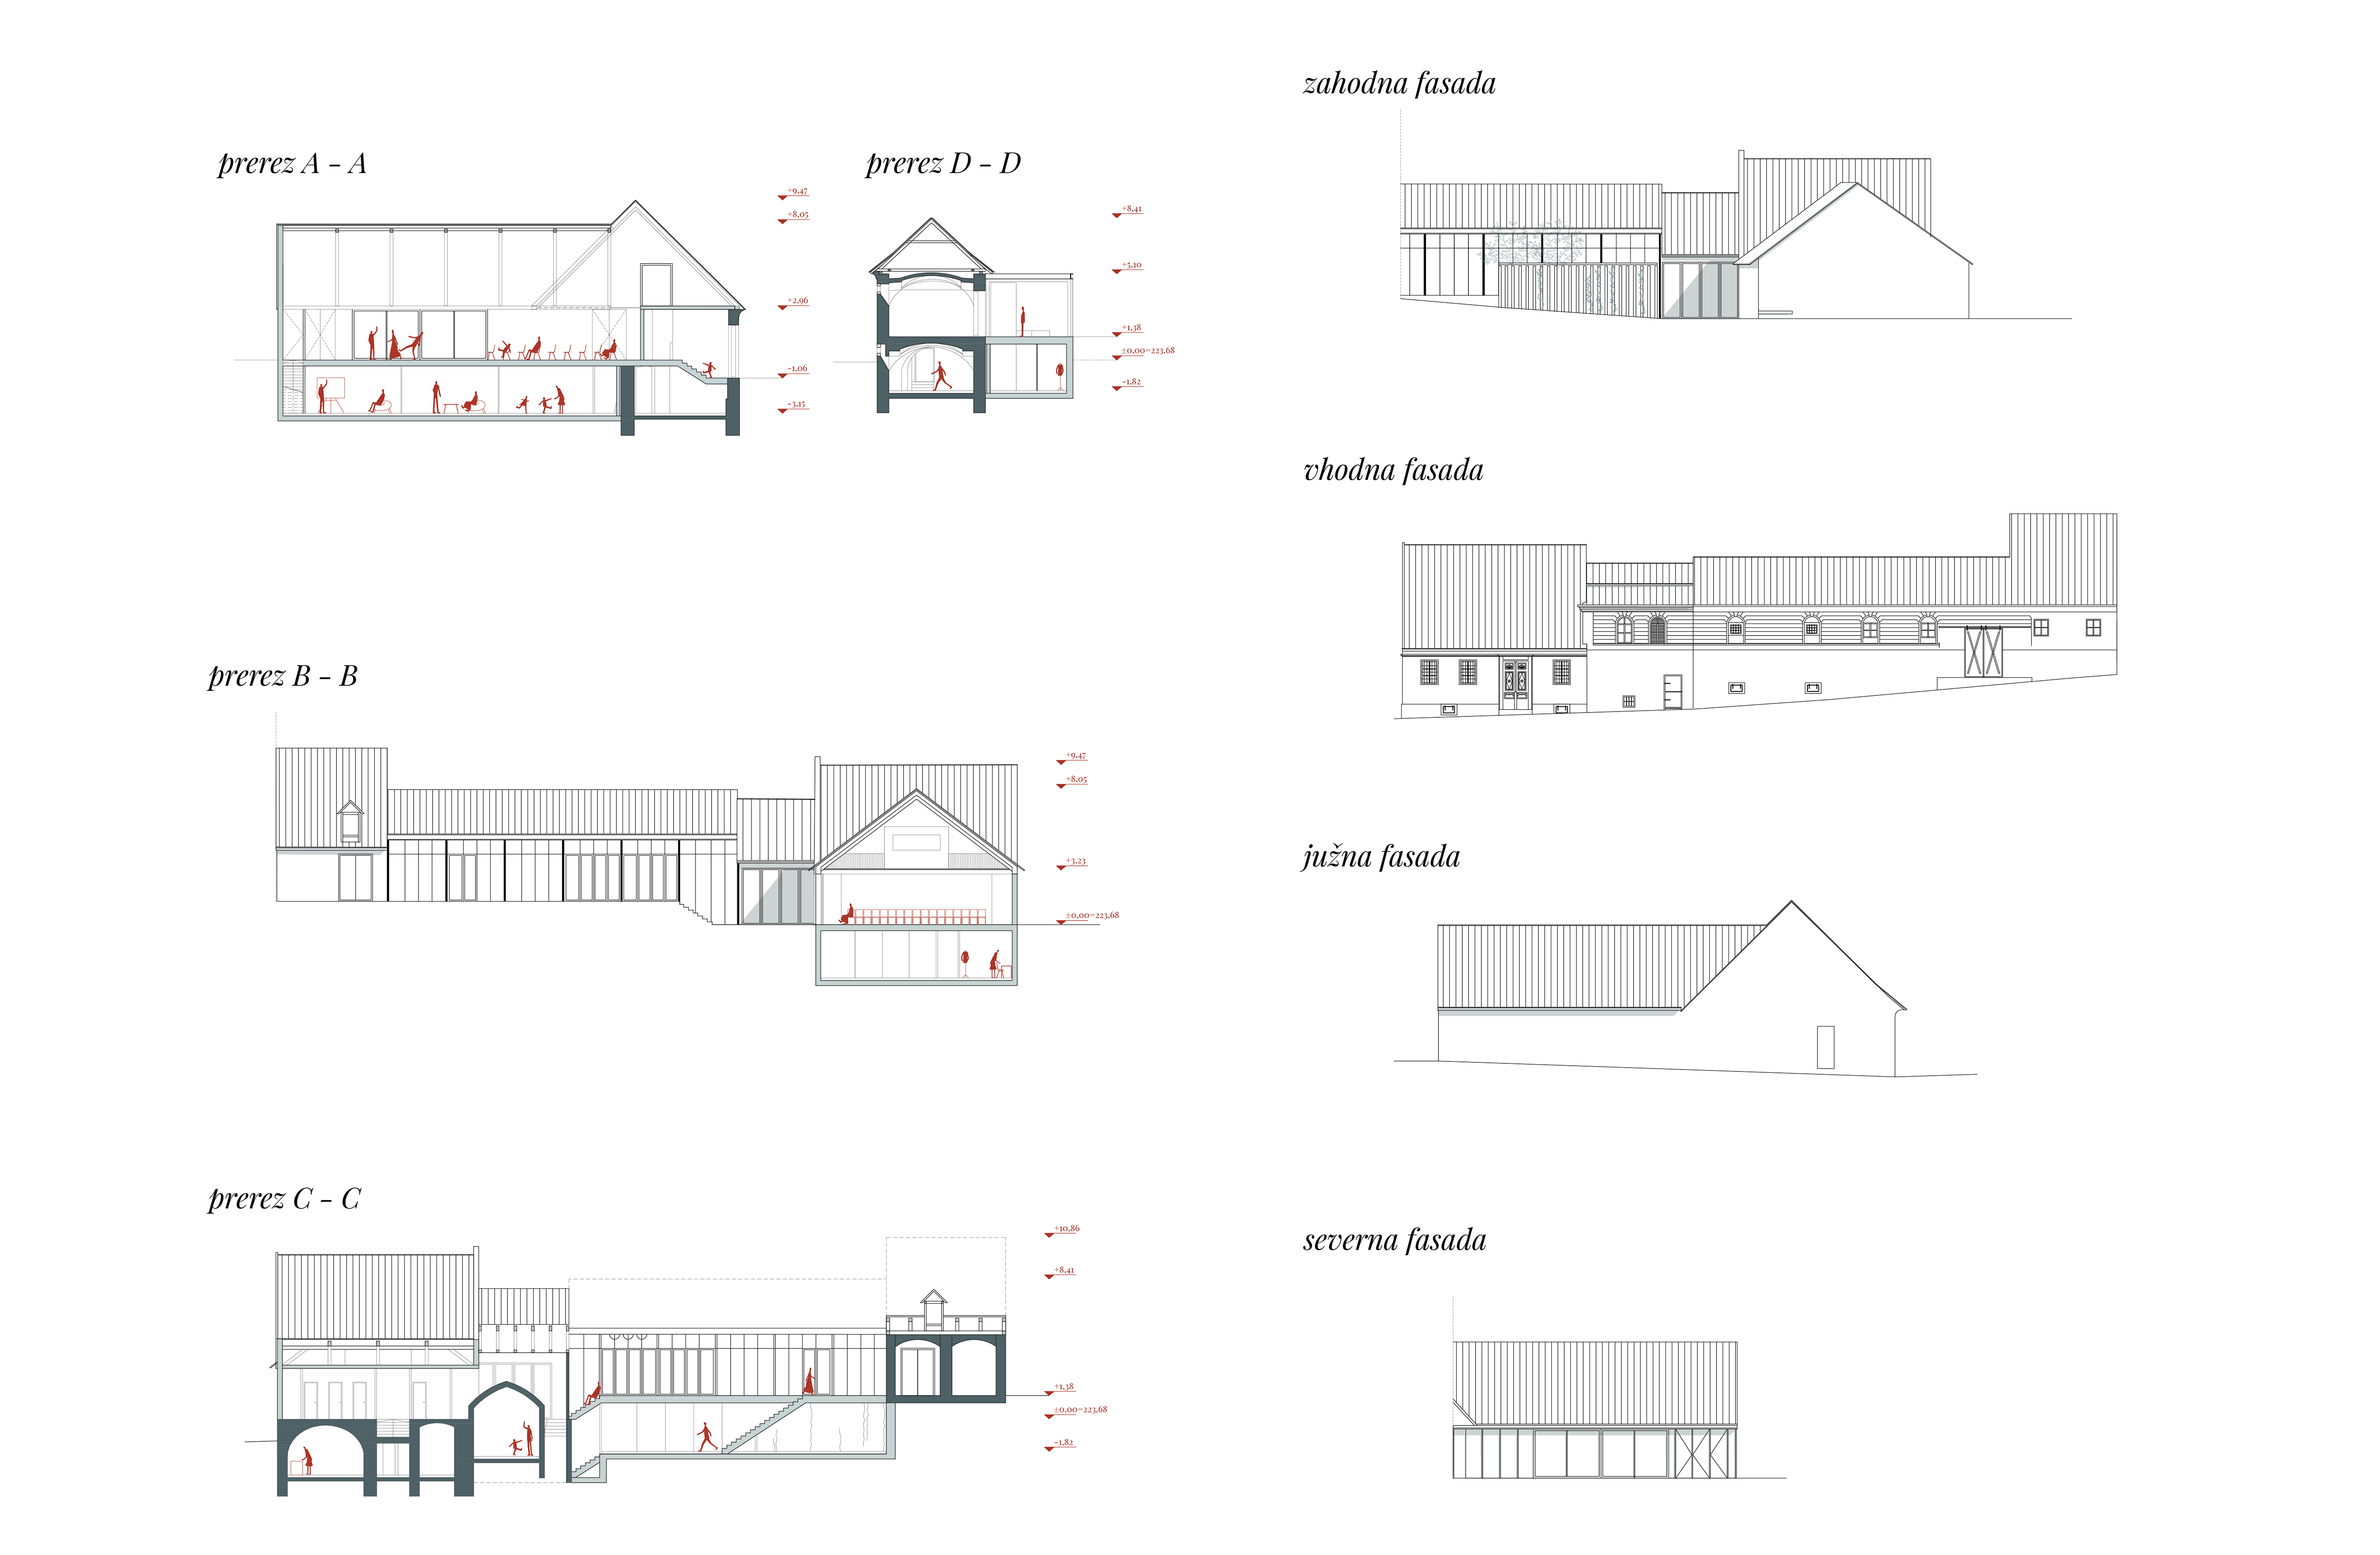 prerez A – A
+9,47
+8,05
+2,96
-1,06
-3,15
prerez D – D
+8,41
+5,10
+1,38
±0,00=223,68
-1,82
prerez B – B
+9,47
+8,05
+3,23
±0,00=223,68
prerez C – C
+10,86
+8,41
+1,38
±0,00=223,68
-1,82
zahodna fasada
vhodna fasada
južna fasada
severna fasada